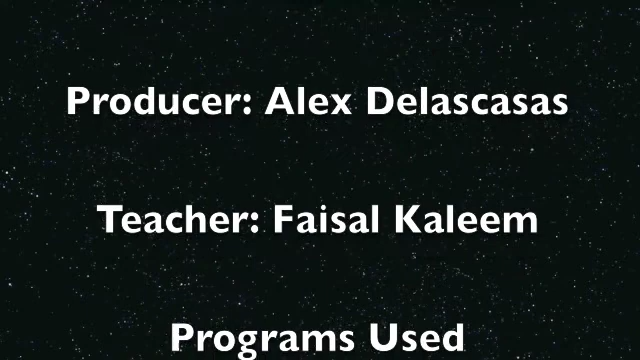 Producer: Alex Delascasas
Teacher: Faisal Kaleem
Programs Used